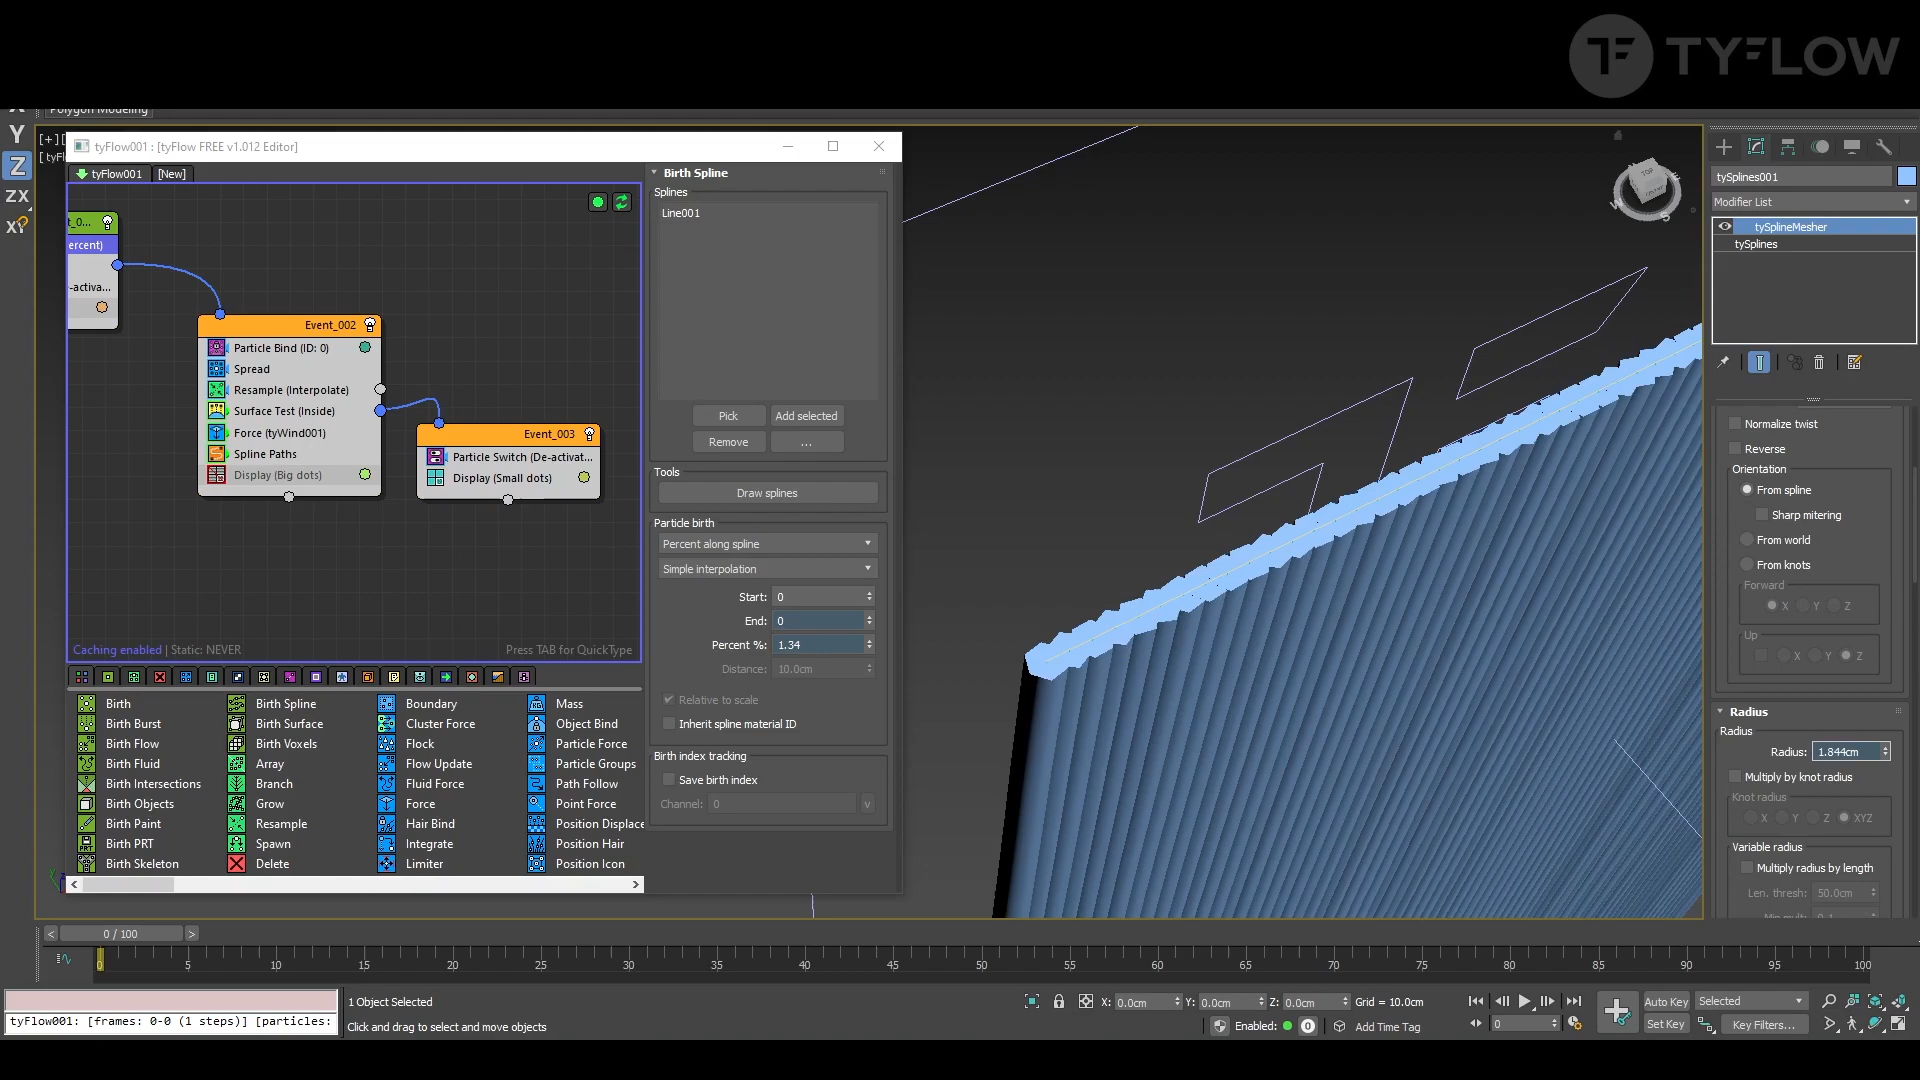 TYFLOW
Polygon Modeling
Y
Z
ZX
XY
[+][
[tyFl
tyFlow001 : [tyFlow FREE v1.012 Editor]
tyFlow001
[New]
t_0...
ercent)
-activa...
Event_002
Particle Bind (ID: 0)
Spread
Resample (Interpolate)
Surface Test (Inside)
Force (tyWind001)
Spline Paths
Display (Big dots)
Event_003
Particle Switch (De-activat...
Display (Small dots)
Caching enabled | Static: NEVER
Press TAB for QuickType
Birth
Birth Burst
Birth Flow
Birth Fluid
Birth Intersections
Birth Objects
Birth Paint
Birth PRT
Birth Skeleton
Birth Spline
Birth Surface
Birth Voxels
Array
Branch
Grow
Resample
Spawn
Delete
Boundary
Cluster Force
Flock
Flow Update
Fluid Force
Force
Hair Bind
Integrate
Limiter
Mass
Object Bind
Particle Force
Particle Groups
Path Follow
Point Force
Position Displace
Position Hair
Position Icon
Birth Spline
Splines
Line001
Pick
Add selected
Remove
...
Tools
Draw splines
Particle birth
Percent along spline
Simple interpolation
Start: 0
End: 0
Percent %: 1.34
Distance: 10.0cm
Relative to scale
Inherit spline material ID
Birth index tracking
Save birth index
Channel: 0
v
TOP
W
S
tySplines001
Modifier List
tySplineMesher
tySplines
Normalize twist
Reverse
Orientation
From spline
Sharp mitering
From world
From knots
Forward
X Y Z
Up
X Y Z
Radius
Radius
Radius: 1.844cm
Multiply by knot radius
Knot radius
X Y Z XYZ
Variable radius
Multiply radius by length
Len. thresh: 50.0cm
Min mult: 0.1
< 0 / 100 >
0 5 10 15 20 25 30 35 40 45 50 55 60 65 70 75 80 85 90 95 100
tyFlow001: [frames: 0-0 (1 steps)] [particles:
1 Object Selected
Click and drag to select and move objects
X: 0.0cm Y: 0.0cm Z: 0.0cm Grid = 10.0cm
Enabled: 0 Add Time Tag
0
Auto Key
Selected
Set Key
Key Filters...